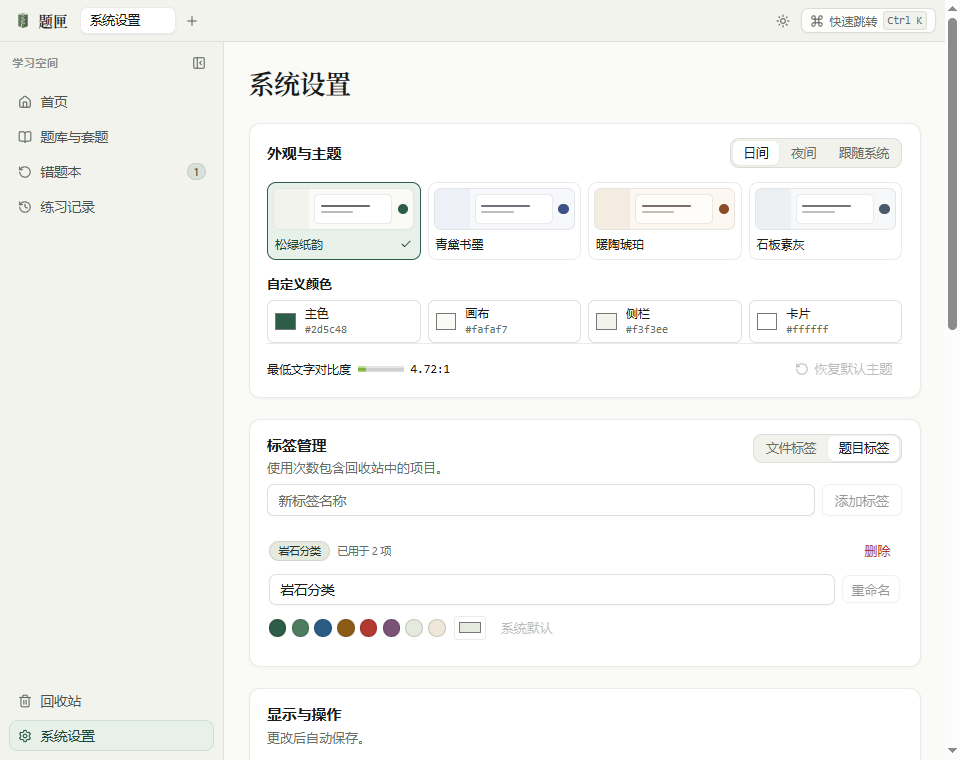 题匣
系统设置
快速跳转 Ctrl K
学习空间
首页
题库与套题
错题本 1
练习记录
回收站
系统设置
系统设置
外观与主题
日间 夜间 跟随系统
松绿纸韵 青黛书墨 暖陶琥珀 石板素灰
自定义颜色
主色 #2d5c48
画布 #fafaf7
侧栏 #f3f3ee
卡片 #ffffff
最低文字对比度 4.72:1 恢复默认主题
标签管理
使用次数包含回收站中的项目。
文件标签 题目标签
新标签名称 添加标签
岩石分类 已用于 2 项 删除
岩石分类 重命名
系统默认
显示与操作
更改后自动保存。